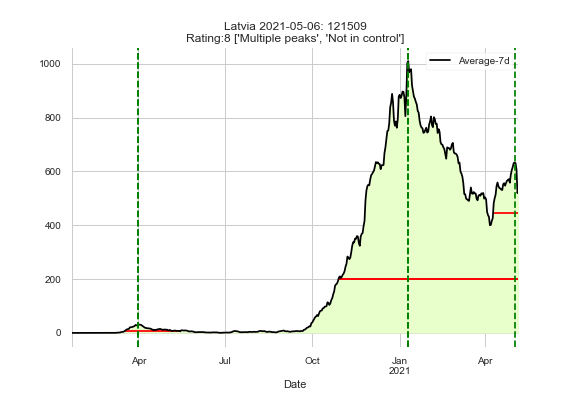 Latvia 2021-05-06: 121509
Rating:8 ['Multiple peaks', 'Not in control']
Average-7d
1000
800
600
400
200
0
Apr
Jul
Oct
Jan
2021
Apr
Date